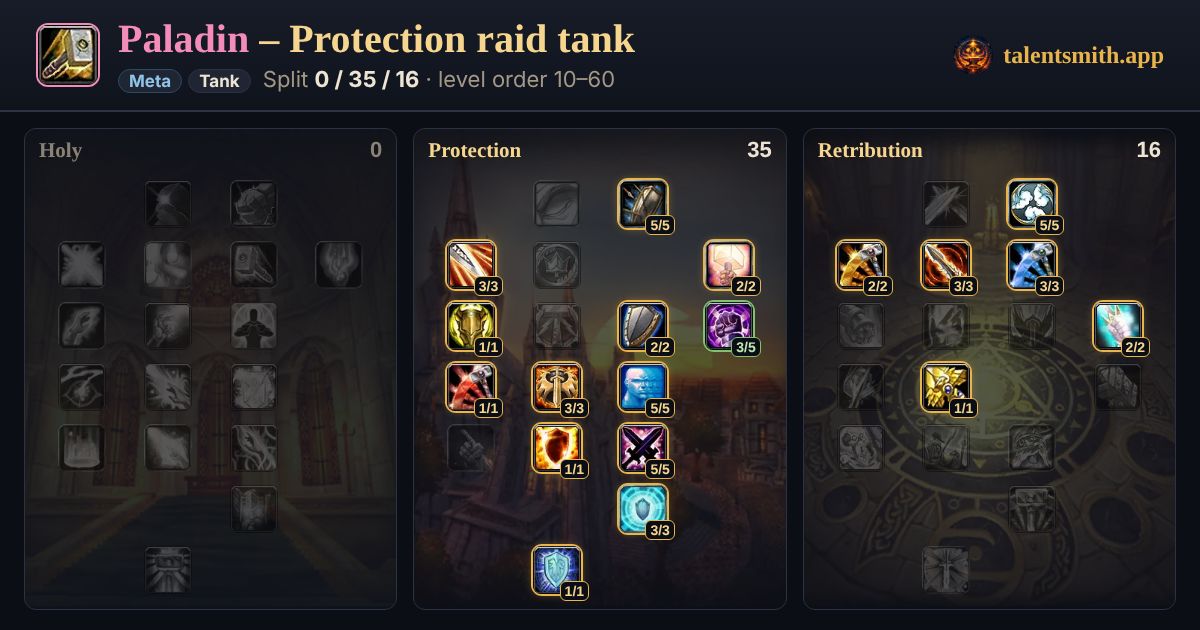 Paladin – Protection raid tank
Meta Tank Split 0 / 35 / 16 · level order 10–60
talentsmith.app
Holy 0
Protection 35
5/5
3/3 2/2
1/1 2/2 3/5
1/1 3/3 5/5
1/1 5/5
3/3
1/1
Retribution 16
5/5
2/2 3/3 3/3
2/2
1/1